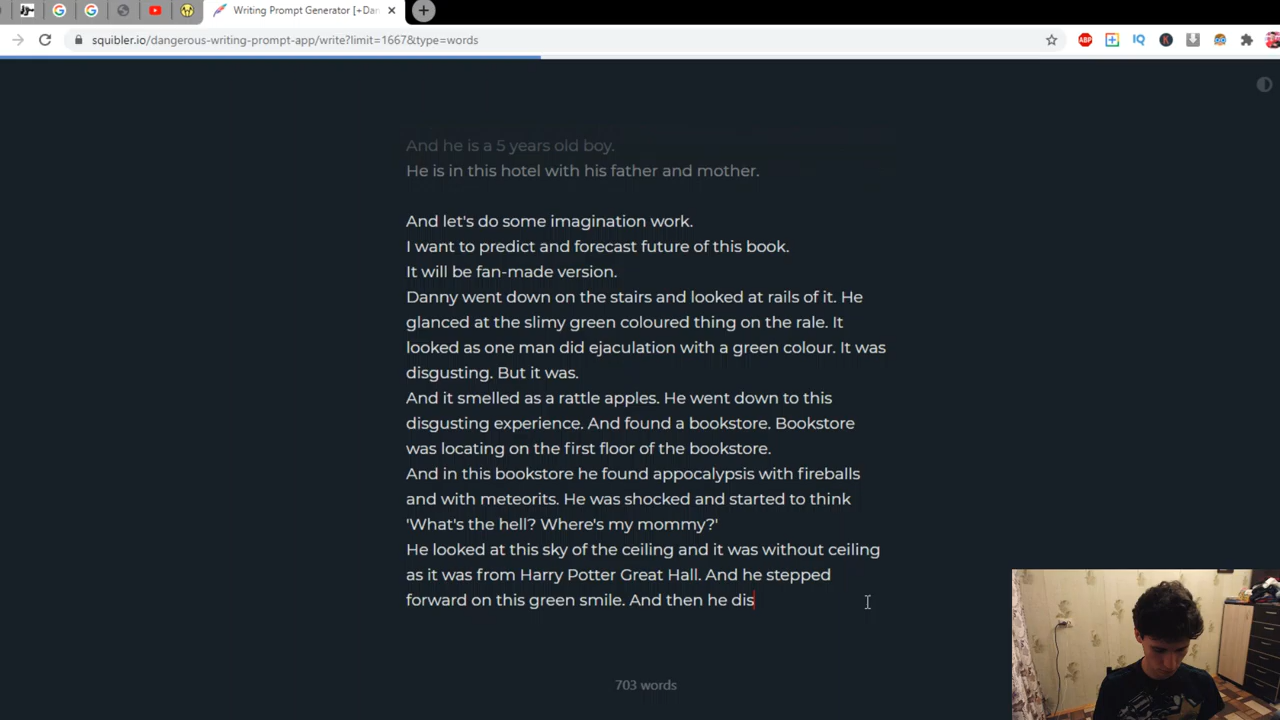 Writing Prompt Generator [+Dan
squibler.io/dangerous-writing-prompt-app/write?limit=1667&type=words
ABP
IQ
K
And he is a 5 years old boy.
He is in this hotel with his father and mother.
And let's do some imagination work.
I want to predict and forecast future of this book.
It will be fan-made version.
Danny went down on the stairs and looked at rails of it. He
glanced at the slimy green coloured thing on the rale. It
looked as one man did ejaculation with a green colour. It was
disgusting. But it was.
And it smelled as a rattle apples. He went down to this
disgusting experience. And found a bookstore. Bookstore
was locating on the first floor of the bookstore.
And in this bookstore he found appocalypsis with fireballs
and with meteorits. He was shocked and started to think
'What's the hell? Where's my mommy?'
He looked at this sky of the ceiling and it was without ceiling
as it was from Harry Potter Great Hall. And he stepped
forward on this green smile. And then he dis
703 words